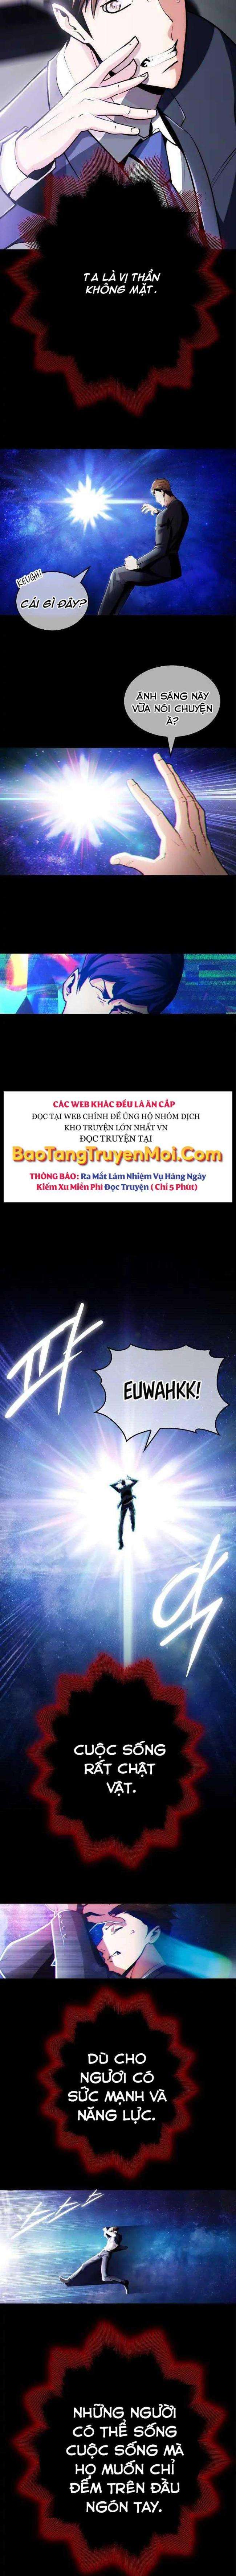 TA LÀ VỊ THẦN
KHÔNG MẶT.
KEUGH!
CÁI GÌ ĐÂY?
ÁNH SÁNG NÀY
VỪA NÓI CHUYỆN
À?
CÁC WEB KHÁC ĐỀU LÀ ĂN CẮP
ĐỌC TẠI WEB CHÍNH ĐỂ ỦNG HỘ NHÓM DỊCH
KHO TRUYỆN LỚN NHẤT VN
ĐỌC TRUYỆN TẠI
BaoTangTruyenMoi.Com
THÔNG BÁO: Ra Mắt Làm Nhiệm Vụ Hàng Ngày
Kiếm Xu Miễn Phí Đọc Truyện ( Chỉ 5 Phút)
파
EUWAHKK!
악
CUỘC SỐNG
RẤT CHẬT
VẬT.
DÙ CHO
NGƯƠI CÓ
SỨC MẠNH VÀ
NĂNG LỰC.
NHỮNG NGƯỜI
CÓ THỂ SỐNG
CUỘC SỐNG MÀ
HỌ MUỐN CHỈ
ĐẾM TRÊN ĐẦU
NGÓN TAY.